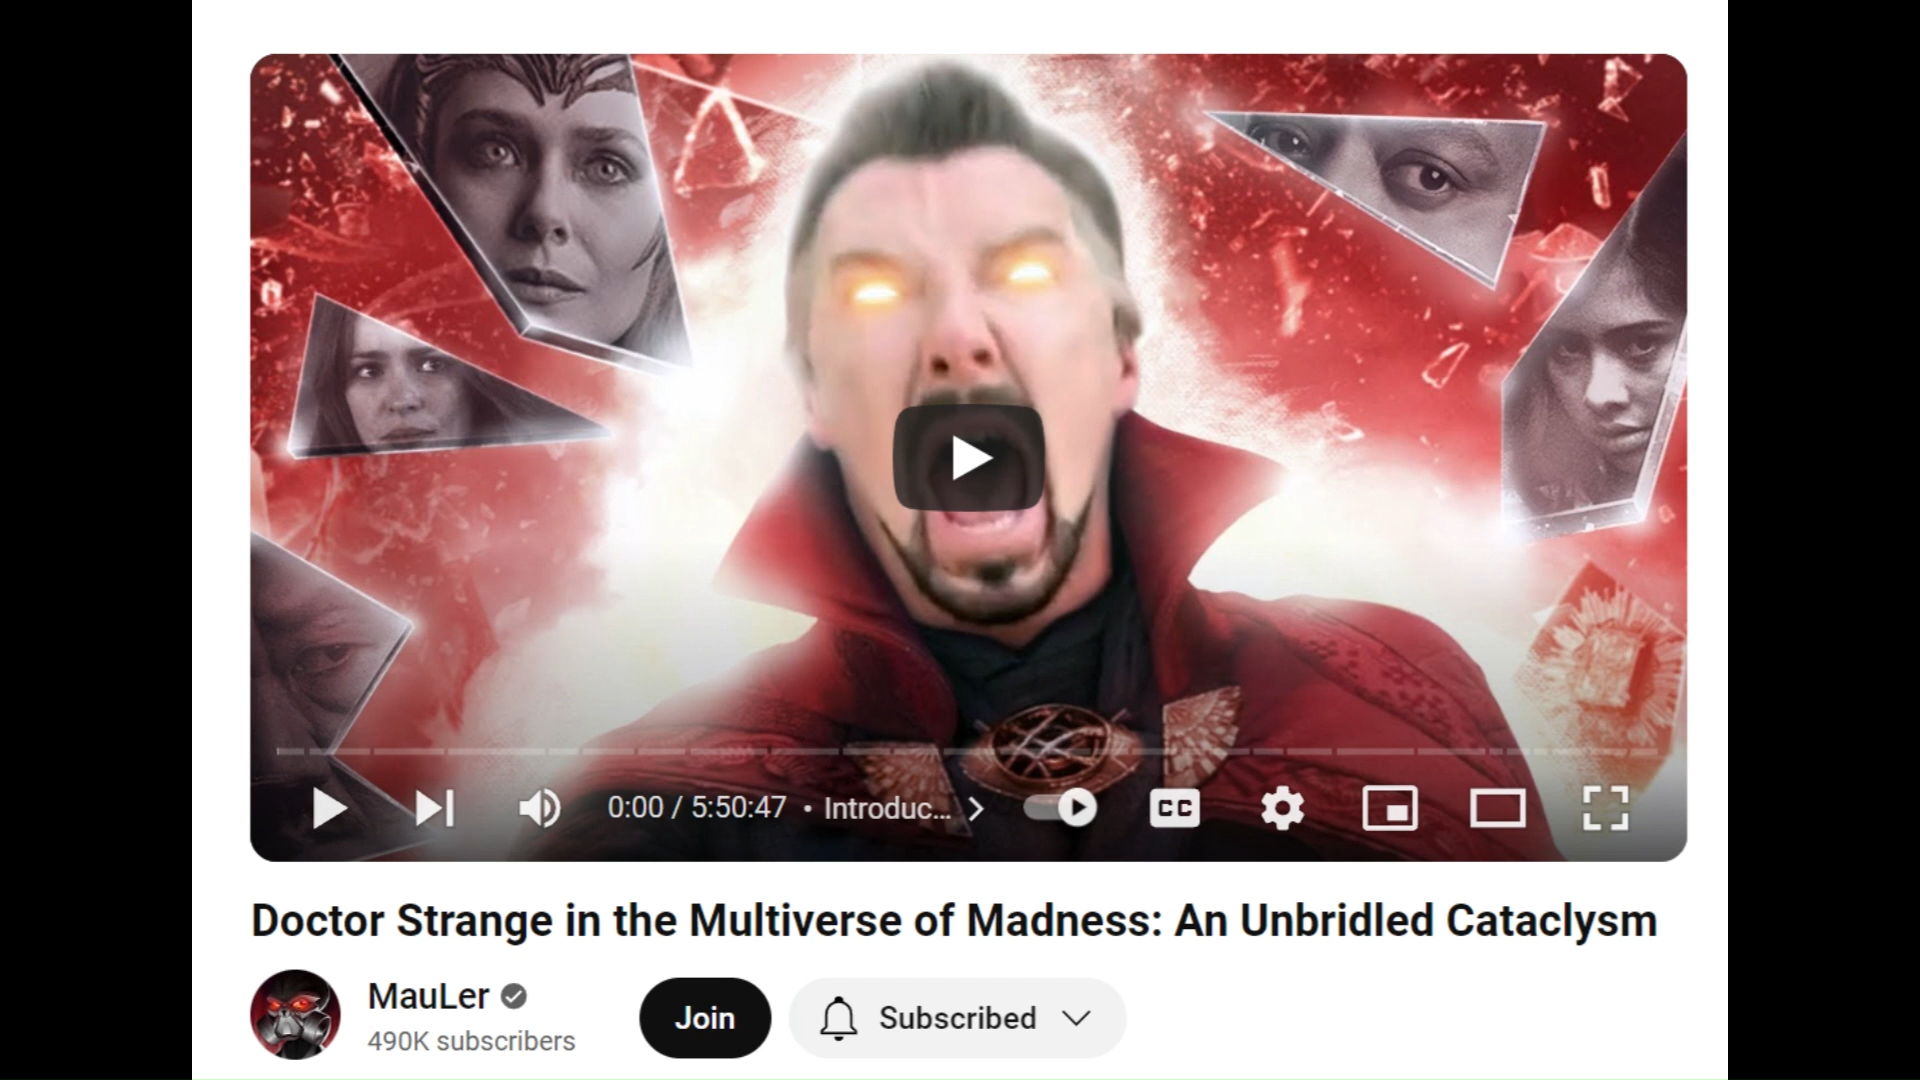 0:00 / 5:50:47 • Introduc...
CC
Doctor Strange in the Multiverse of Madness: An Unbridled Cataclysm
MauLer
Join
Subscribed
490K subscribers